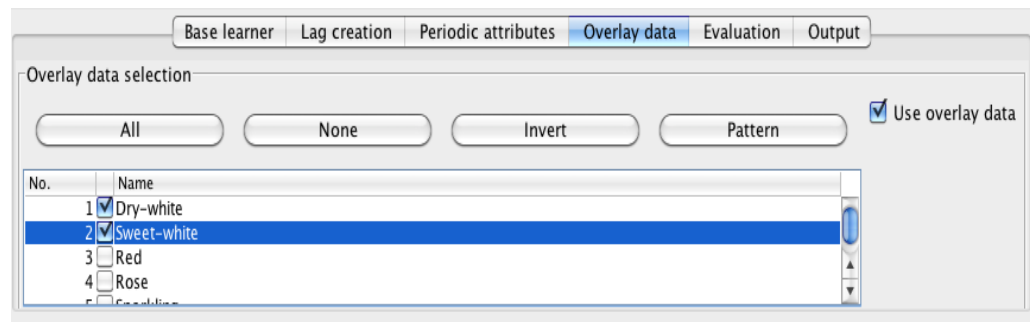 Base learner Lag creation Periodic attributes Overlay data Evaluation Output
Overlay data selection
All None Invert Pattern Use overlay data
No. Name
1 Dry-white
2 Sweet-white
3 Red
4 Rose